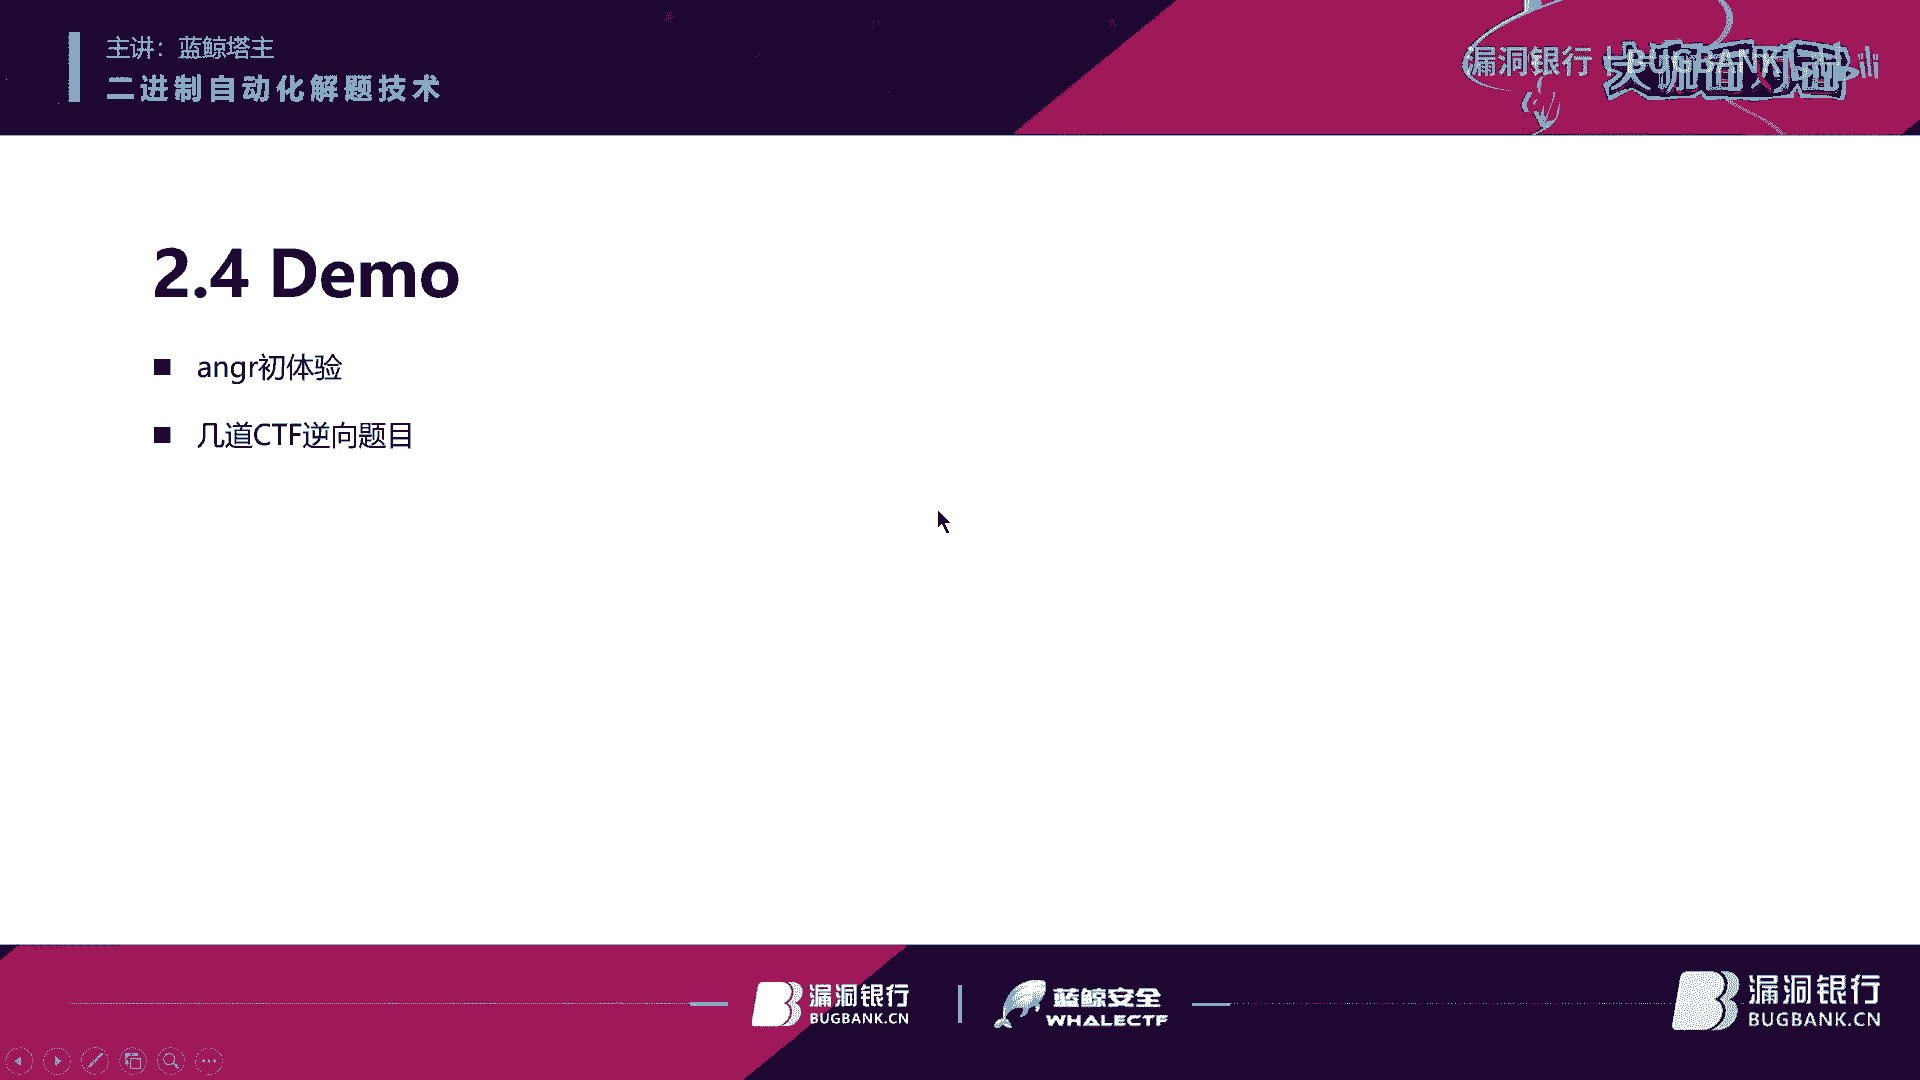 主讲：蓝鲸塔主
二进制自动化解题技术
漏洞银行 | BUGBANK
大咖面对面
2.4 Demo
angr初体验
几道CTF逆向题目
漏洞银行
BUGBANK.CN
蓝鲸安全
WHALECTF
漏洞银行
BUGBANK.CN